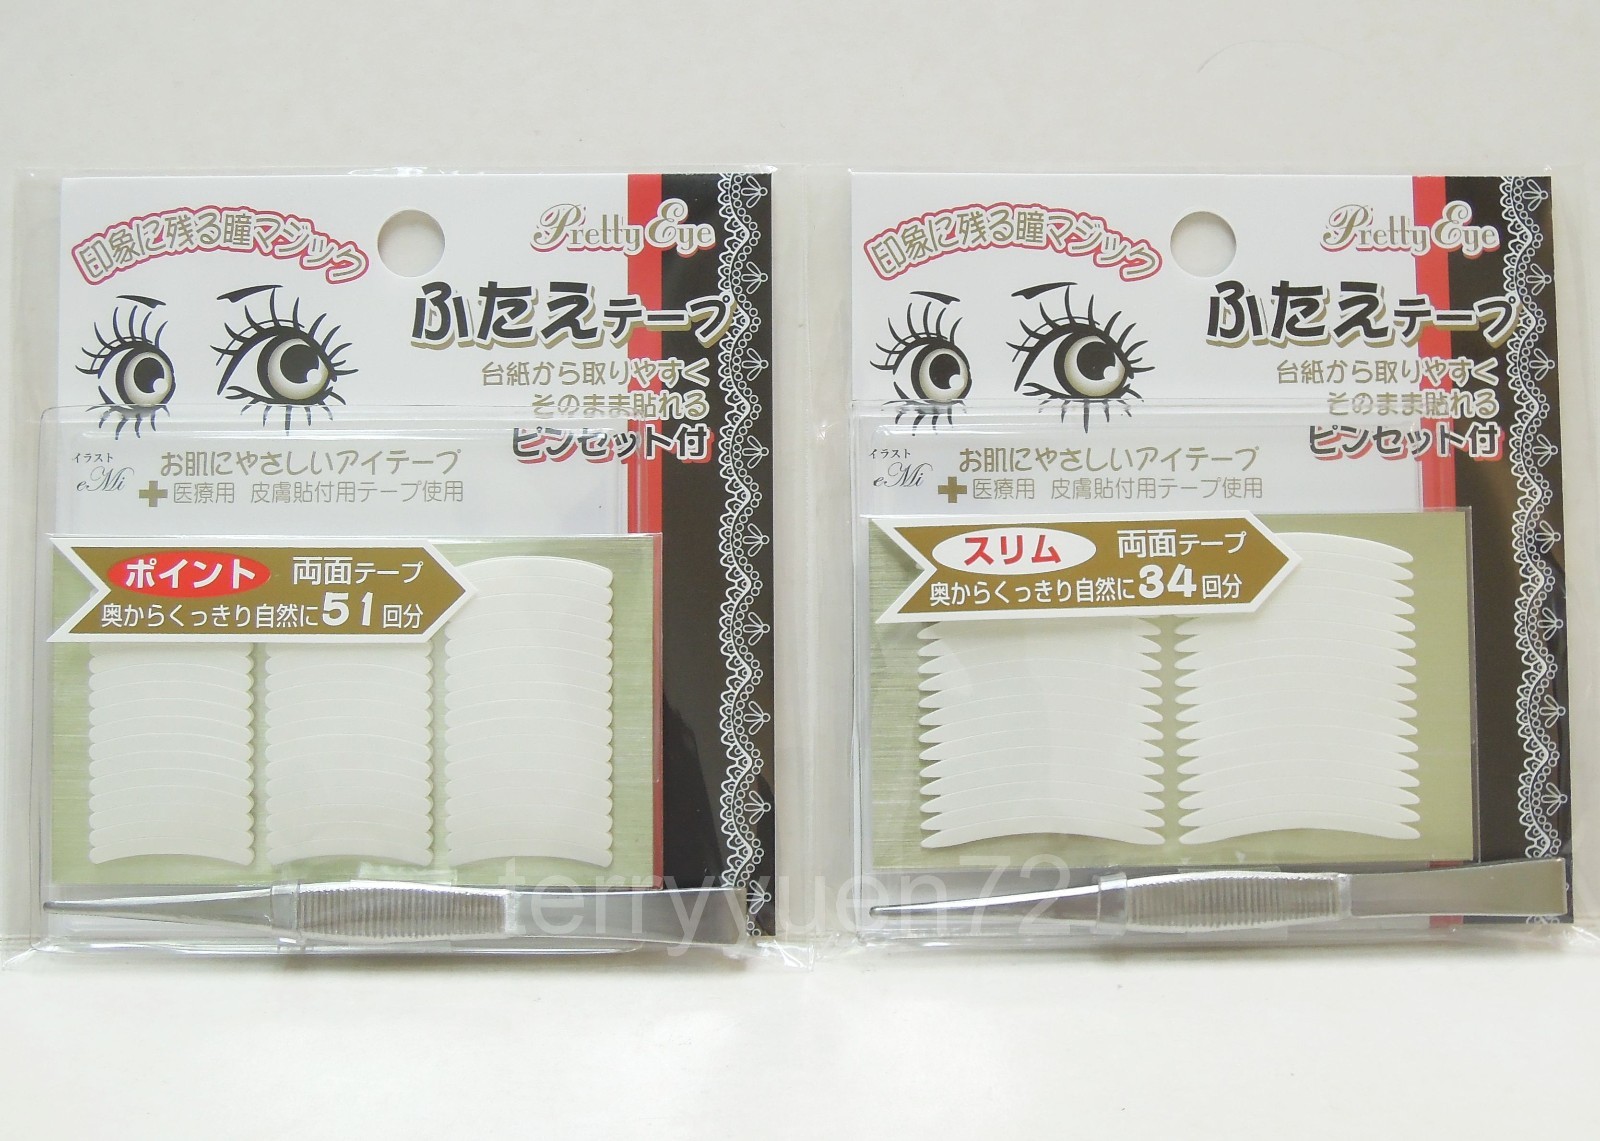 印象に残る瞳マジック
Pretty Eye
ふたえテープ
台紙から取りやすく
そのまま貼れる
ピンセット付
イラスト
eMi
お肌にやさしいアイテープ
医療用 皮膚貼付用テープ使用
ポイント 両面テープ
奥からくっきり自然に51回分
印象に残る瞳マジック
Pretty Eye
ふたえテープ
台紙から取りやすく
そのまま貼れる
ピンセット付
イラスト
eMi
お肌にやさしいアイテープ
医療用 皮膚貼付用テープ使用
スリム 両面テープ
奥からくっきり自然に34回分
terryyuen72